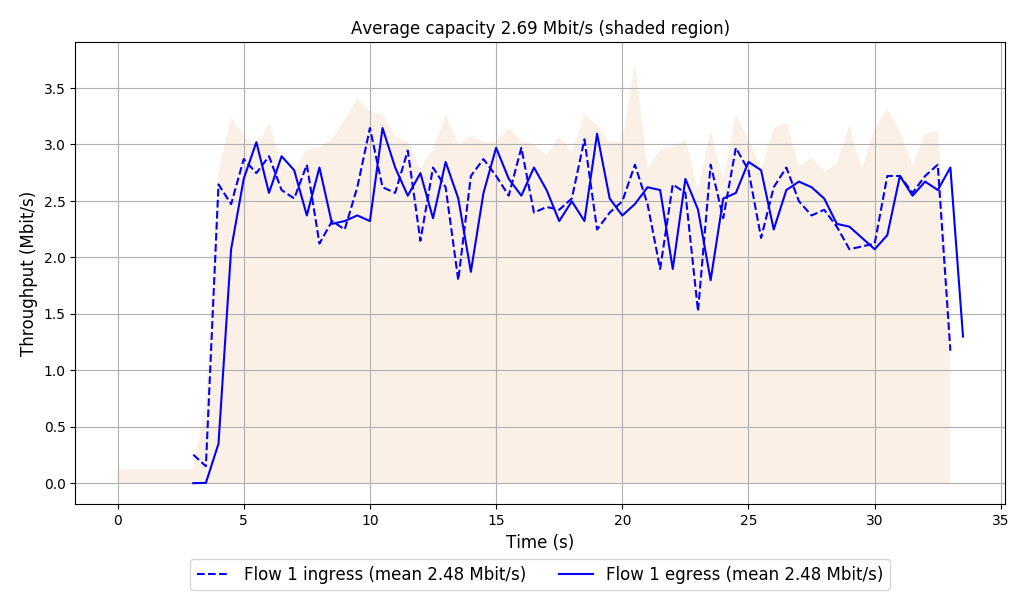 Average capacity 2.69 Mbit/s (shaded region)
Throughput (Mbit/s)
3.5
3.0
2.5
2.0
1.5
1.0
0.5
0.0
0 5 10 15 20 25 30 35
Time (s)
Flow 1 ingress (mean 2.48 Mbit/s) Flow 1 egress (mean 2.48 Mbit/s)